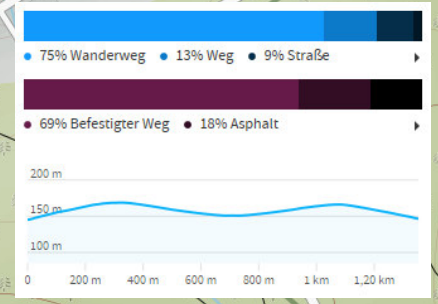 75% Wanderweg 13% Weg 9% Straße
69% Befestigter Weg 18% Asphalt
200 m
150 m
100 m
0 200 m 400 m 600 m 800 m 1 km 1,20 km